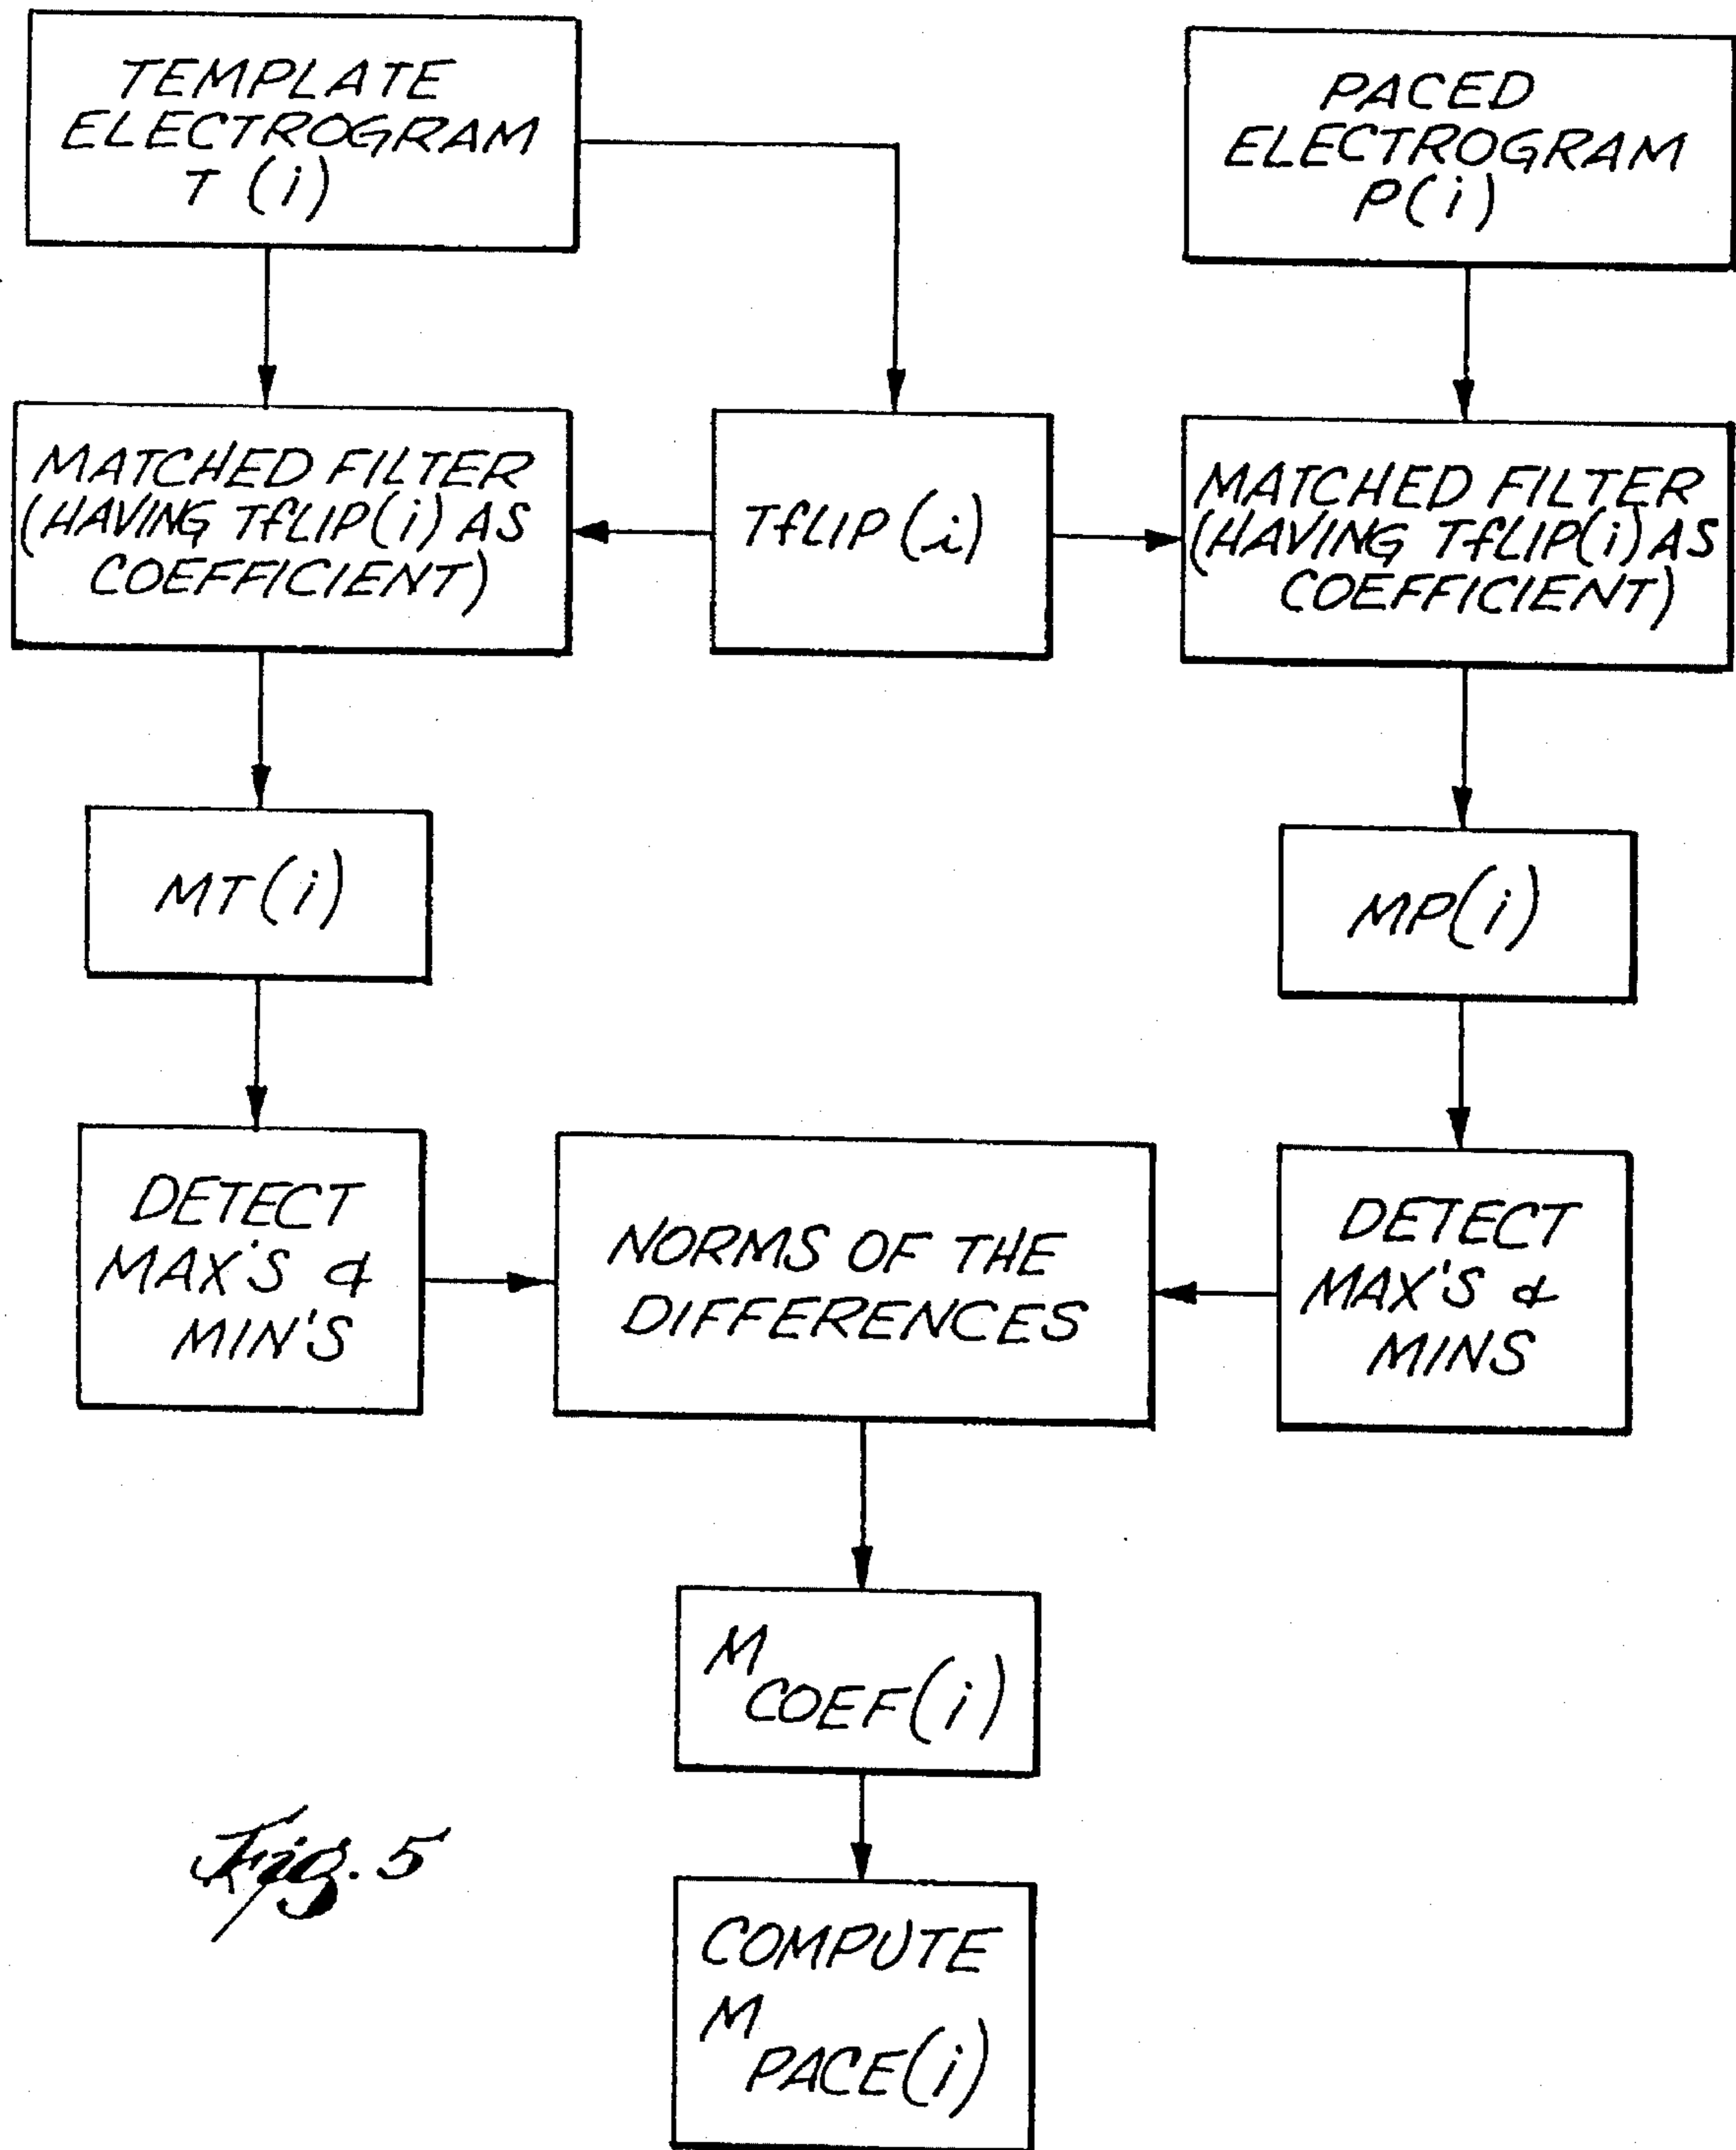 TEMPLATE
ELECTROGRAM
T (i)
PACED
ELECTROGRAM
P(i)
MATCHED FILTER
(HAVING TfLIP(i) AS
COEFFICIENT)
TfLIP (i)
MATCHED FILTER
(HAVING TfLIP(i) AS
COEFFICIENT)
MT(i)
MP(i)
DETECT
MAX'S &
MIN'S
NORMS OF THE
DIFFERENCES
DETECT
MAX'S &
MINS
M
COEF(i)
COMPUTE
M
PACE(i)
Fig. 5